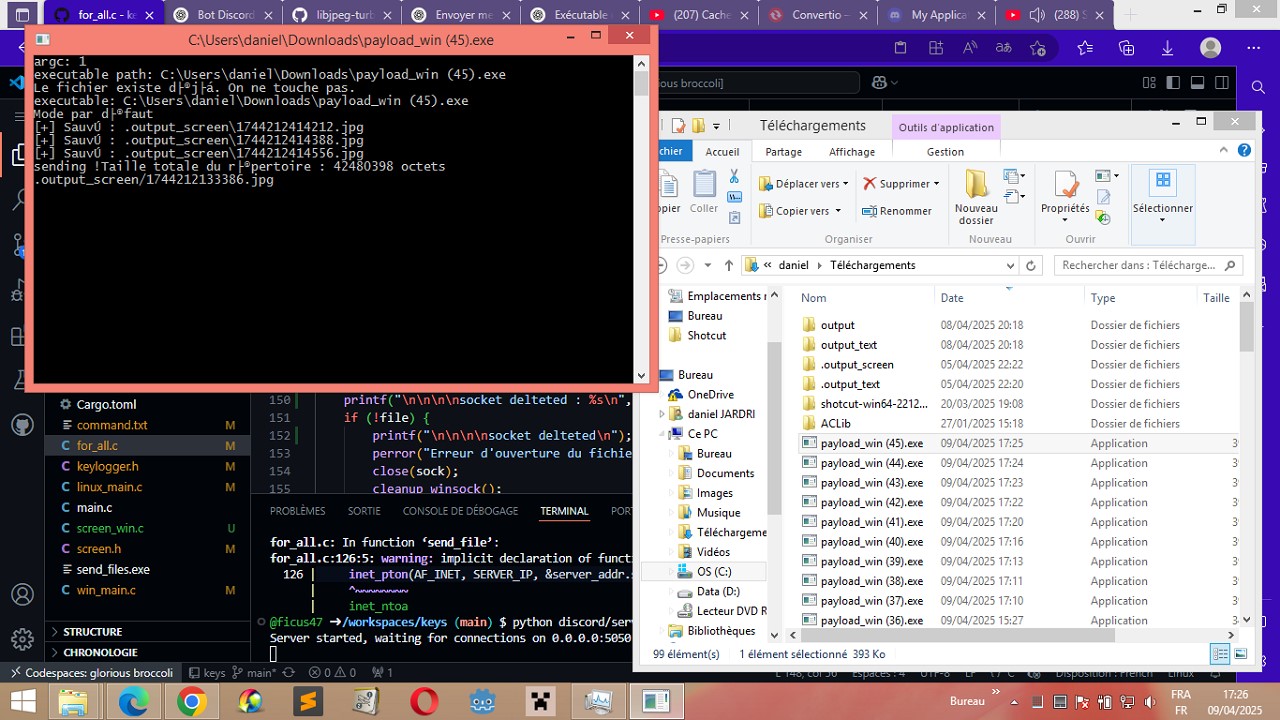 for_all.c - ke
Bot Discord
libjpeg-turb
Envoyer me
Exécutable
(207) Cache
Convertio –
My Applica
(288)
C:\Users\daniel\Downloads\payload_win (45).exe
argc: 1
executable path: C:\Users\daniel\Downloads\payload_win (45).exe
Le fichier existe d├®j├á. On ne touche pas.
executable: C:\Users\daniel\Downloads\payload_win (45).exe
Mode par d├®faut
[+] SauvÚ : .output_screen\1744212414212.jpg
[+] SauvÚ : .output_screen\1744212414388.jpg
[+] SauvÚ : .output_screen\1744212414556.jpg
sending !Taille totale du r├®pertoire : 42480398 octets
.output_screen/1744212133386.jpg
ious broccoli]
Téléchargements
Outils d'application
chier
Accueil
Partage
Affichage
Gestion
opier
Coller
Déplacer vers
Copier vers
Supprimer
Renommer
Nouveau dossier
Propriétés
Sélectionner
Presse-papiers
Organiser
Nouveau
Ouvrir
« daniel
Téléchargements
Rechercher dans : Télécharge...
Emplacements r
Bureau
Shotcut
Bureau
OneDrive
daniel JARDRI
Ce PC
Bureau
Documents
Images
Musique
Téléchargeme
Vidéos
OS (C:)
Data (D:)
Lecteur DVD R
Bibliothèques
Nom
Date
Type
Taille
output 08/04/2025 20:18 Dossier de fichiers
output_text 08/04/2025 20:18 Dossier de fichiers
.output_screen 05/04/2025 22:22 Dossier de fichiers
.output_text 05/04/2025 22:20 Dossier de fichiers
shotcut-win64-2212... 20/03/2025 19:08 Dossier de fichiers
ACLib 27/01/2025 15:18 Dossier de fichiers
payload_win (45).exe 09/04/2025 17:25 Application
payload_win (44).exe 09/04/2025 17:24 Application
payload_win (43).exe 09/04/2025 17:23 Application
payload_win (42).exe 09/04/2025 17:22 Application
payload_win (41).exe 09/04/2025 17:20 Application
payload_win (40).exe 09/04/2025 17:16 Application
payload_win (39).exe 09/04/2025 17:13 Application
payload_win (38).exe 09/04/2025 17:11 Application
payload_win (37).exe 09/04/2025 17:10 Application
payload_win (36).exe 09/04/2025 15:27 Application
99 élément(s) 1 élément sélectionné 393 Ko
Cargo.toml
command.txt M
for_all.c M
keylogger.h M
linux_main.c M
main.c
screen_win.c U
screen.h M
send_files.exe
win_main.c M
STRUCTURE
CHRONOLOGIE
150 printf("\n\n\n\nsocket delteted : %s\n",
151 if (!file) {
152 printf("\n\n\n\nsocket delteted\n");
153 perror("Erreur d'ouverture du fichie
154 close(sock);
155 cleanup_winsock();
PROBLÈMES
SORTIE
CONSOLE DE DÉBOGAGE
TERMINAL
PORT
for_all.c: In function ‘send_file’:
for_all.c:126:5: warning: implicit declaration of functi
126 | inet_pton(AF_INET, SERVER_IP, &server_addr.s
| ^~~~~~~~~
| inet_ntoa
@ficus47 ➜/workspaces/keys (main) $ python discord/serv
Server started, waiting for connections on 0.0.0.0:5050
Codespaces: glorious broccoli
keys
main*
0 0
1
L 148, col 56
Espaces : 4
UTF-8
LF
C
Disposition : French
Linux
Bureau
FRA
FR
17:26
09/04/2025